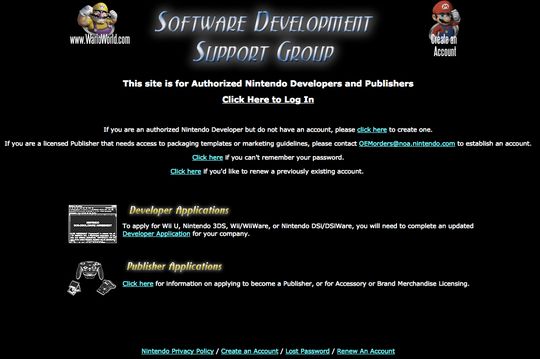 www.WarioWorld.com
SOFTWARE DEVELOPMENT
SUPPORT GROUP
Create an
Account
This site is for Authorized Nintendo Developers and Publishers
Click Here to Log In
If you are an authorized Nintendo Developer but do not have an account, please click here to create one.
If you are a licensed Publisher that needs access to packaging templates or marketing guidelines, please contact OEMorders@noa.nintendo.com to establish an account.
Click here if you can't remember your password.
Click here if you'd like to renew a previously existing account.
Developer Applications
To apply for Wii U, Nintendo 3DS, Wii/WiiWare, or Nintendo DSi/DSiWare, you will need to complete an updated
Developer Application for your company.
Publisher Applications
Click here for information on applying to become a Publisher, or for Accessory or Brand Merchandise Licensing.
Nintendo Privacy Policy / Create an Account / Lost Password / Renew An Account